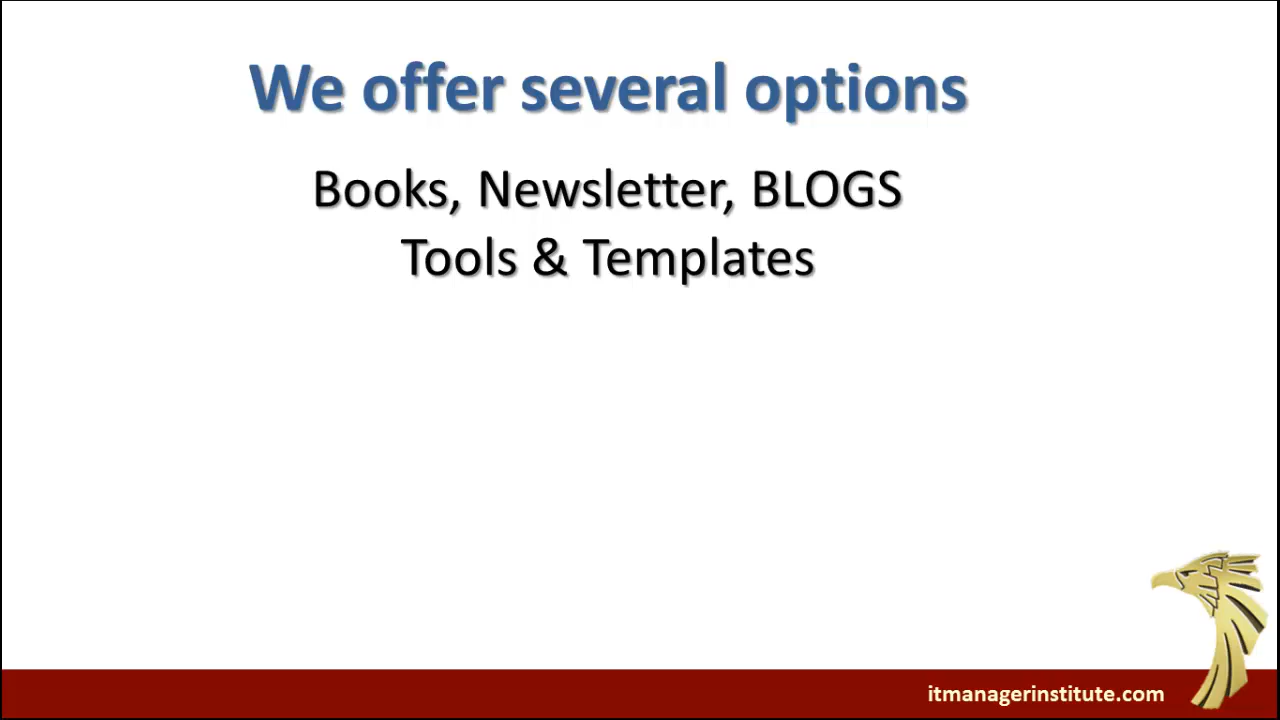 We offer several options
Books, Newsletter, BLOGS
Tools & Templates
itmanagerinstitute.com